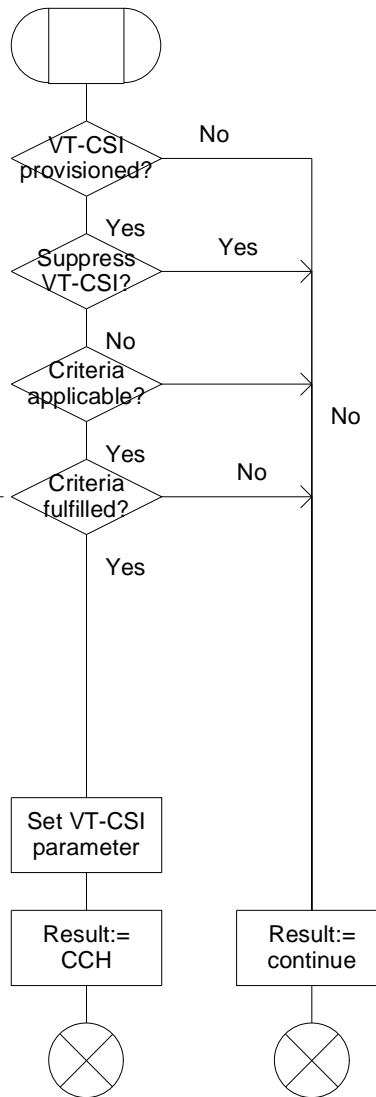 No
VT-CSI
provisioned?
Yes
Suppress
VT-CSI?
Yes
No
Criteria
applicable?
No
Yes
Criteria
fulfilled?
No
Yes
Set VT-CSI
parameter
Result:=
CCH
Result:=
continue